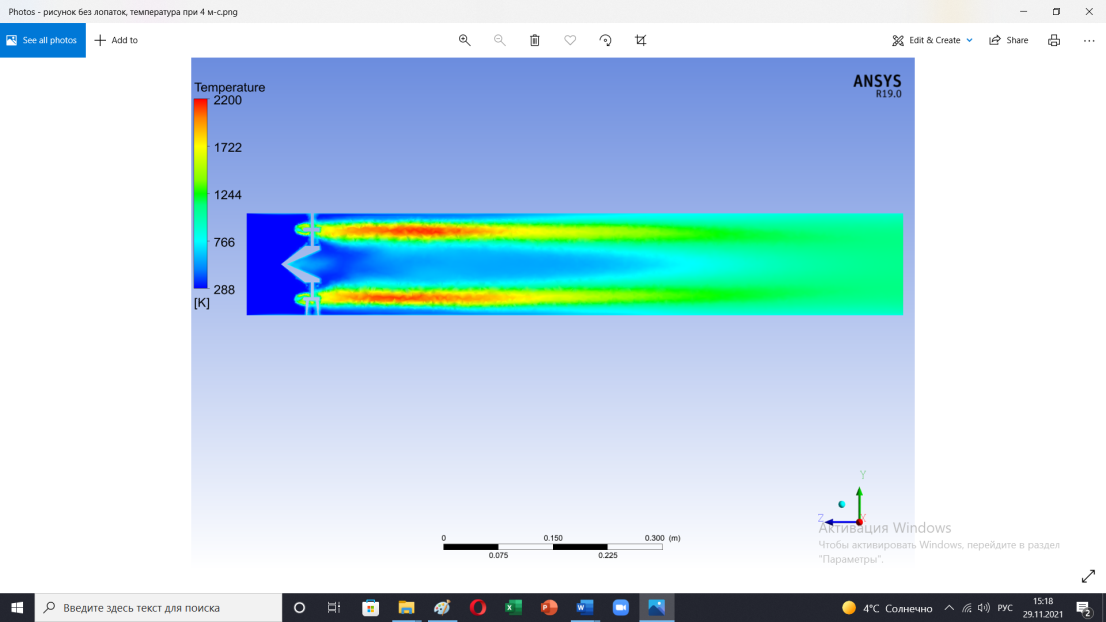 Photos - рисунок без лопаток, температура при 4 м-с.png
See all photos
Add to
Edit & Create
Share
Temperature
2200
1722
1244
766
288
[K]
ANSYS
R19.0
0
0.150
0.300 (m)
0.075
0.225
Y
Z
X
Активация Windows
Чтобы активировать Windows, перейдите в раздел
"Параметры".
Введите здесь текст для поиска
4°C Солнечно
РУС
15:18
29.11.2021
2